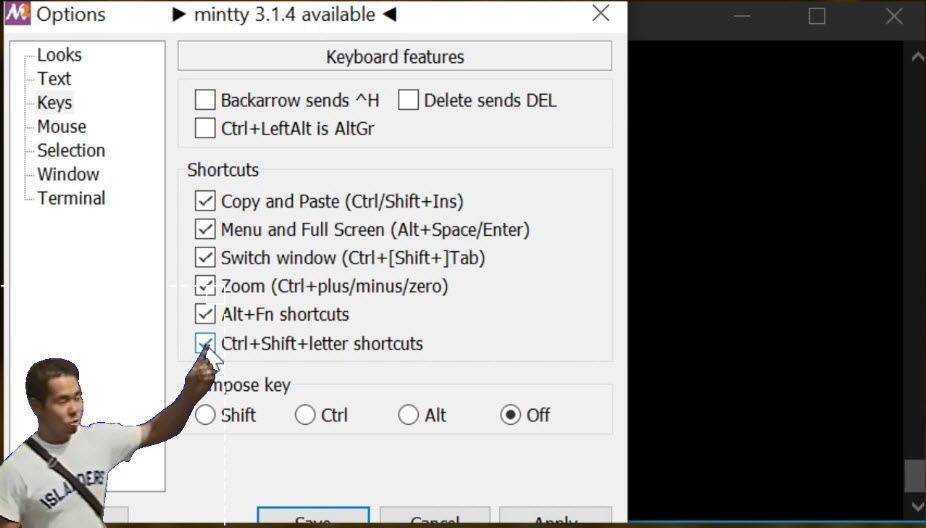 Options ► mintty 3.1.4 available ◄
Looks
Text
Keys
Mouse
Selection
Window
Terminal
Keyboard features
Backarrow sends ^H Delete sends DEL
Ctrl+LeftAlt is AltGr
Shortcuts
Copy and Paste (Ctrl/Shift+Ins)
Menu and Full Screen (Alt+Space/Enter)
Switch window (Ctrl+[Shift+]Tab)
Zoom (Ctrl+plus/minus/zero)
Alt+Fn shortcuts
Ctrl+Shift+letter shortcuts
mpose key
Shift Ctrl Alt Off
ISLANDERS
Save Cancel Apply